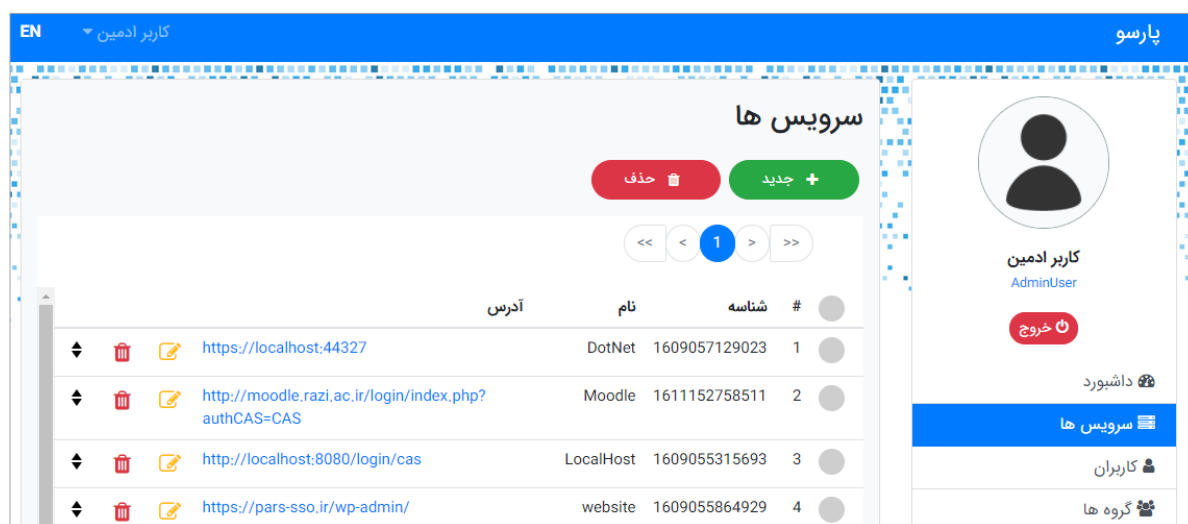 پارسو
کاربر ادمین
EN
کاربر ادمین
AdminUser
خروج
داشبورد
سرویس ها
کاربران
گروه ها
سرویس ها
+ جدید
حذف
<< < 1 > >>
# شناسه نام آدرس
1 1609057129023 DotNet https://localhost:44327
2 1611152758511 Moodle http://moodle.razi.ac.ir/login/index.php?
authCAS=CAS
3 1609055315693 LocalHost http://localhost:8080/login/cas
4 1609055864929 website https://pars-sso.ir/wp-admin/